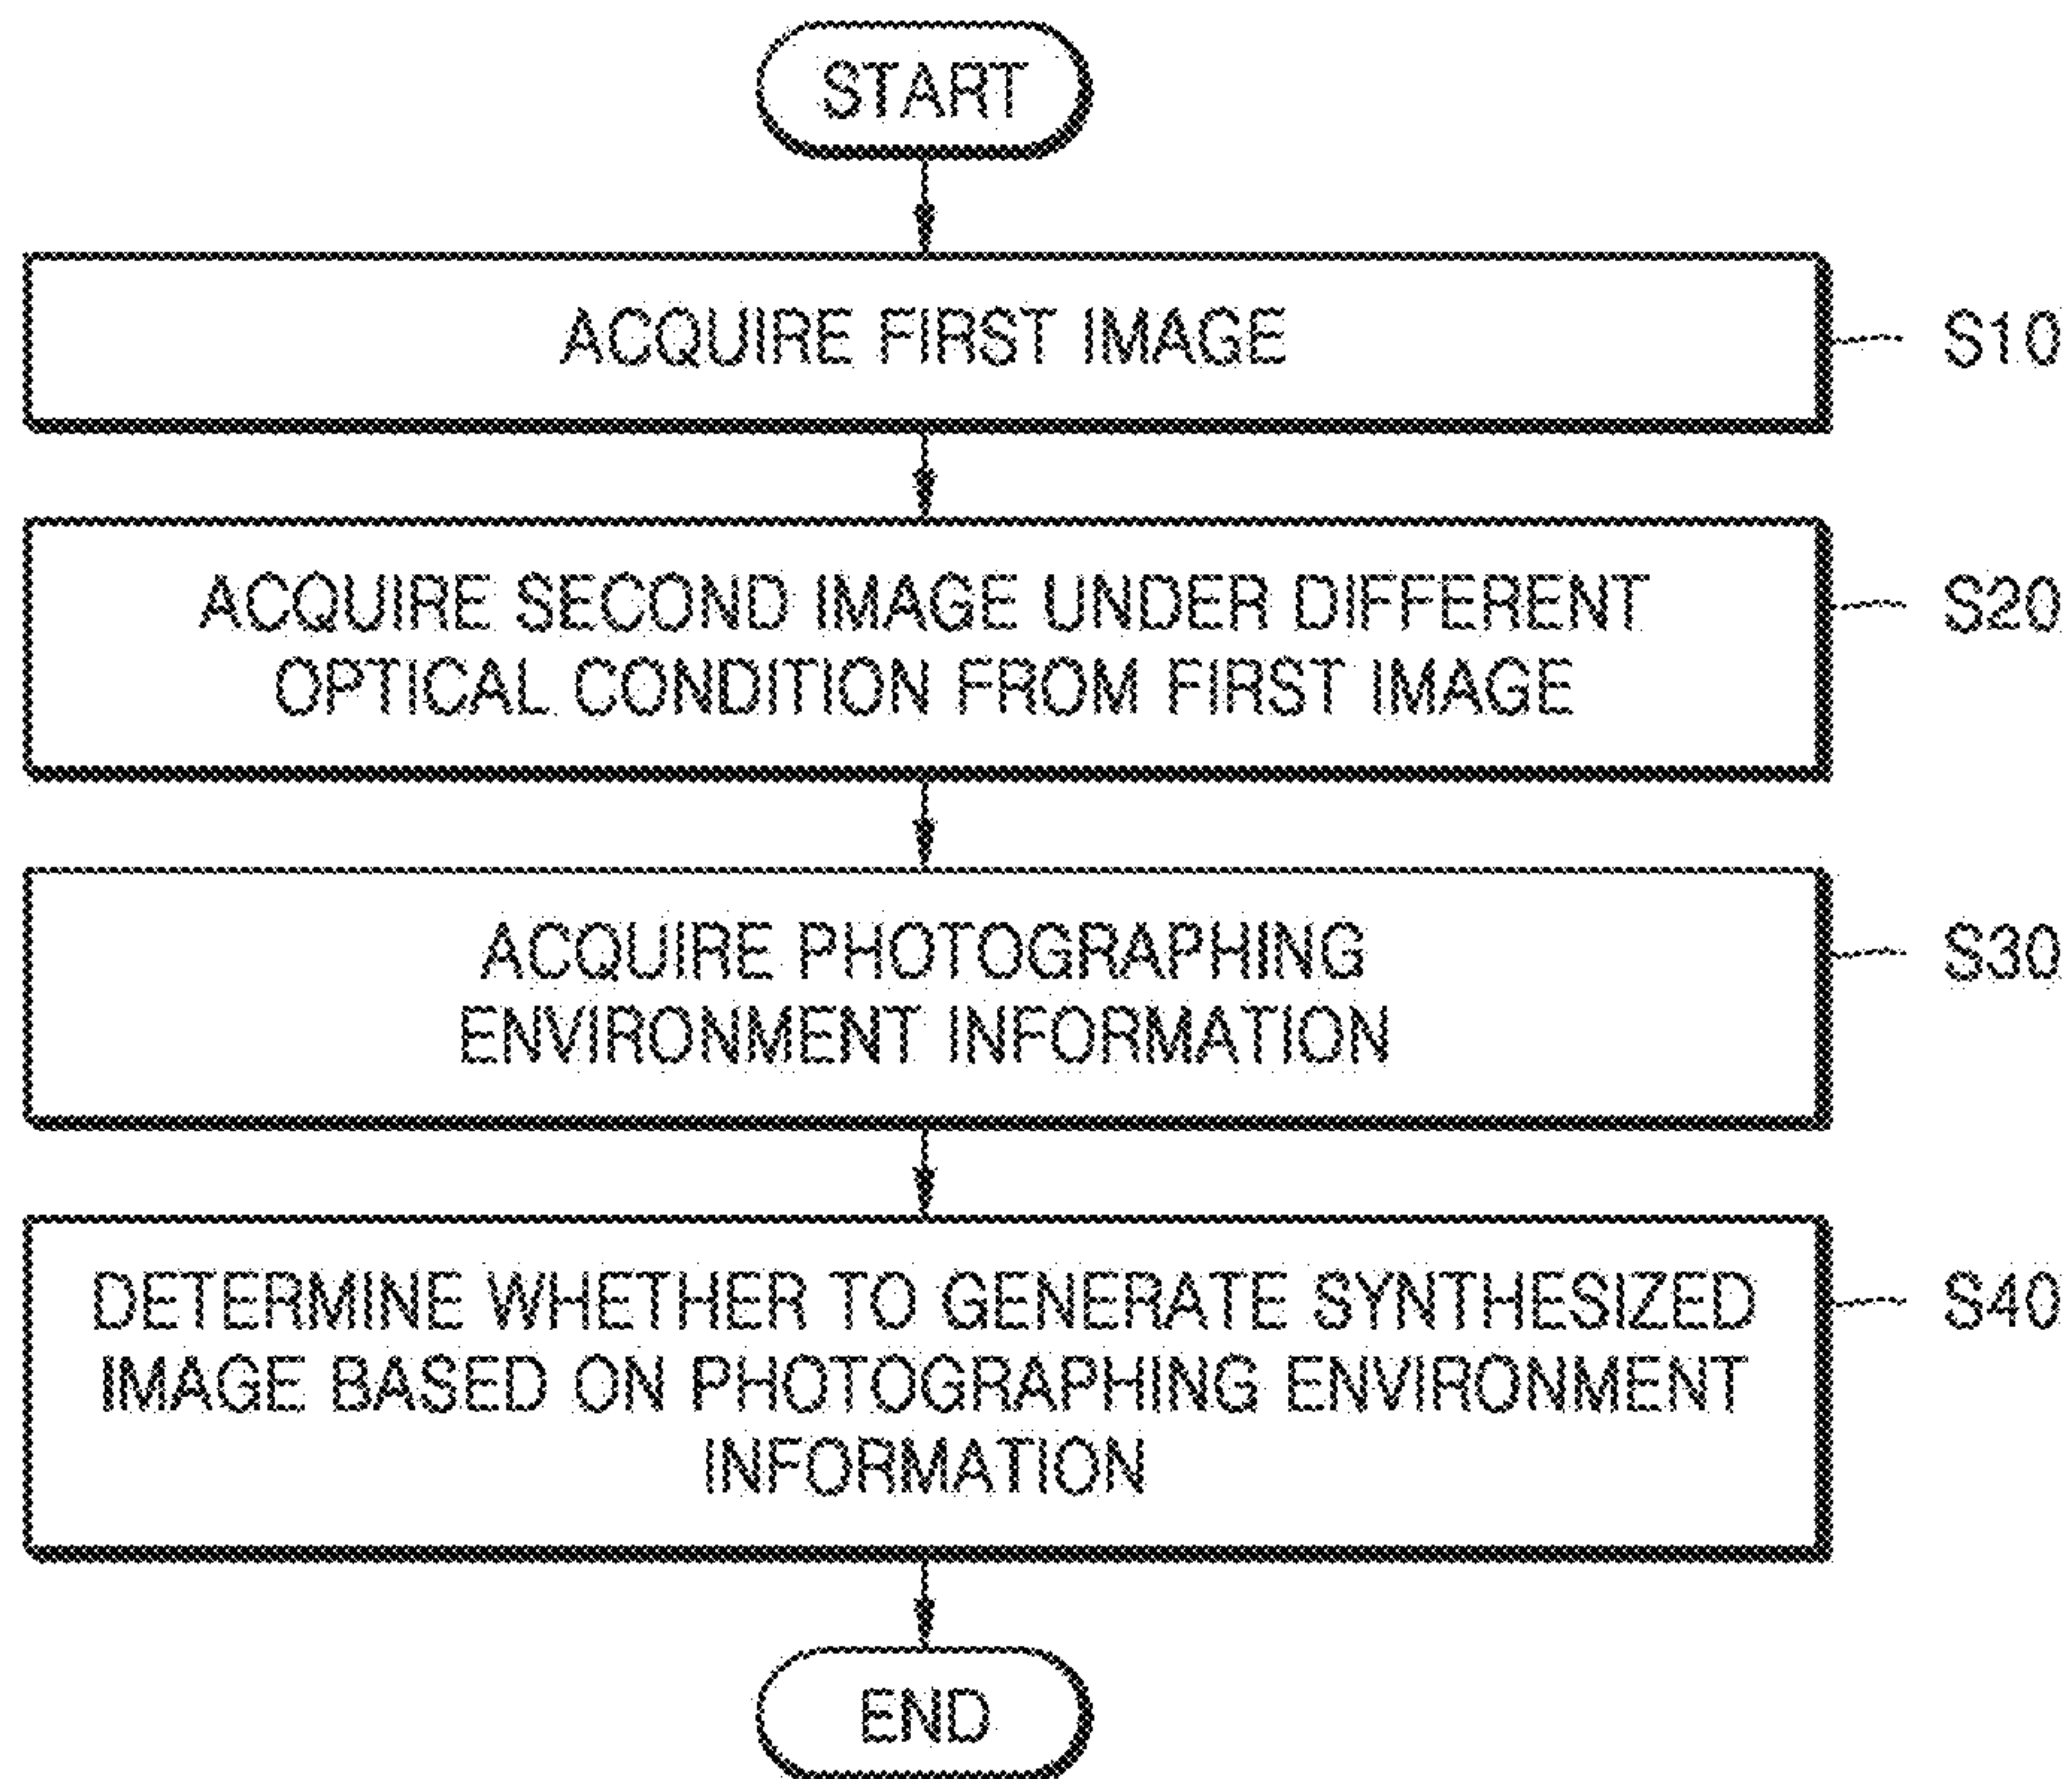 START
ACQUIRE FIRST IMAGE
S10
ACQUIRE SECOND IMAGE UNDER DIFFERENT
OPTICAL CONDITION FROM FIRST IMAGE
S20
ACQUIRE PHOTOGRAPHING
ENVIRONMENT INFORMATION
S30
DETERMINE WHETHER TO GENERATE SYNTHESIZED
IMAGE BASED ON PHOTOGRAPHING ENVIRONMENT
INFORMATION
S40
END